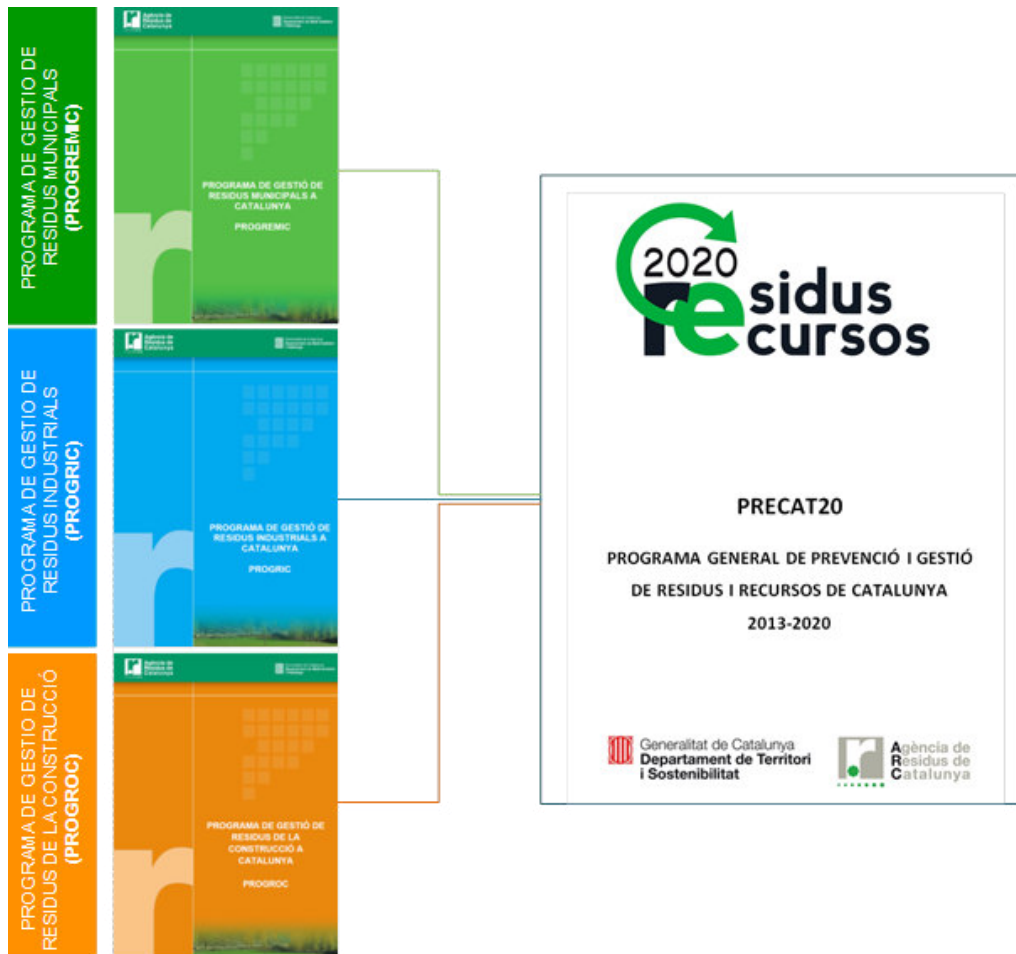 PROGRAMA DE GESTIO DE
RESIDUS MUNICIPALS
(PROGREMIC)
Agència de
Residus de
Catalunya
PROGRAMA DE GESTIÓ DE
RESIDUS MUNICIPALS A
CATALUNYA
PROGREMIC
PROGRAMA DE GESTIO DE
RESIDUS INDUSTRIALS
(PROGRIC)
Agència de
Residus de
Catalunya
PROGRAMA DE GESTIÓ DE
RESIDUS INDUSTRIALS A
CATALUNYA
PROGRIC
PROGRAMA DE GESTIO DE
RESIDUS DE LA CONSTRUCCIÓ
(PROGROC)
Agència de
Residus de
Catalunya
PROGRAMA DE GESTIÓ DE
RESIDUS DE LA
CONSTRUCCIÓ A
CATALUNYA
PROGROC
2020
residus
recursos
PRECAT20
PROGRAMA GENERAL DE PREVENCIÓ I GESTIÓ
DE RESIDUS I RECURSOS DE CATALUNYA
2013-2020
Generalitat de Catalunya
Departament de Territori
i Sostenibilitat
Agència de
Residus de
Catalunya